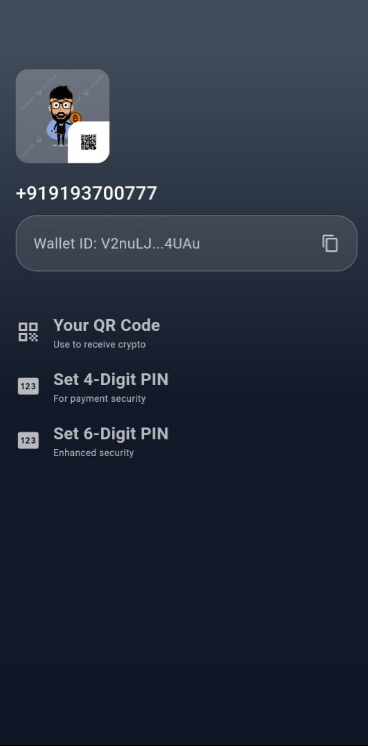 +919193700777
Wallet ID: V2nuLJ...4UAu
Your QR Code
Use to receive crypto
123
Set 4-Digit PIN
For payment security
123
Set 6-Digit PIN
Enhanced security